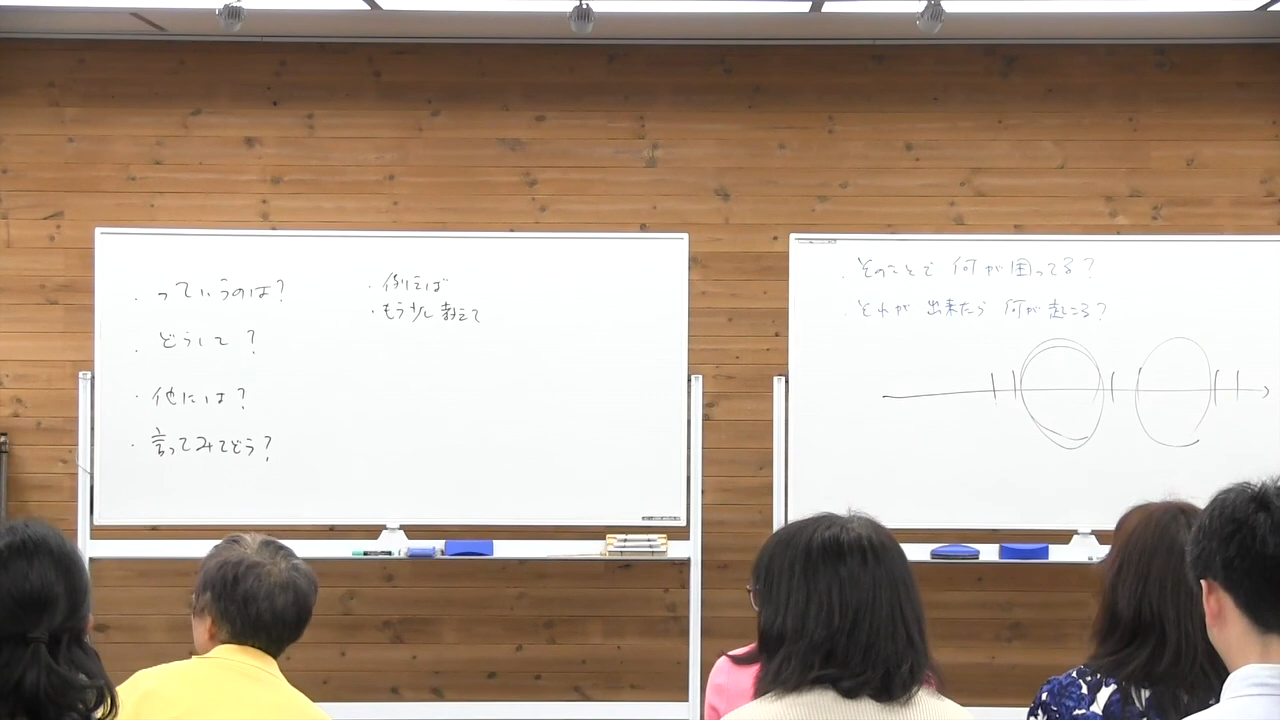 ・っていうのは?
・どうして?
・他には?
・言ってみてどう?
・例えば
・もう少し教えて
・そのことで何が困ってる?
・それが出来たら何が起こる?